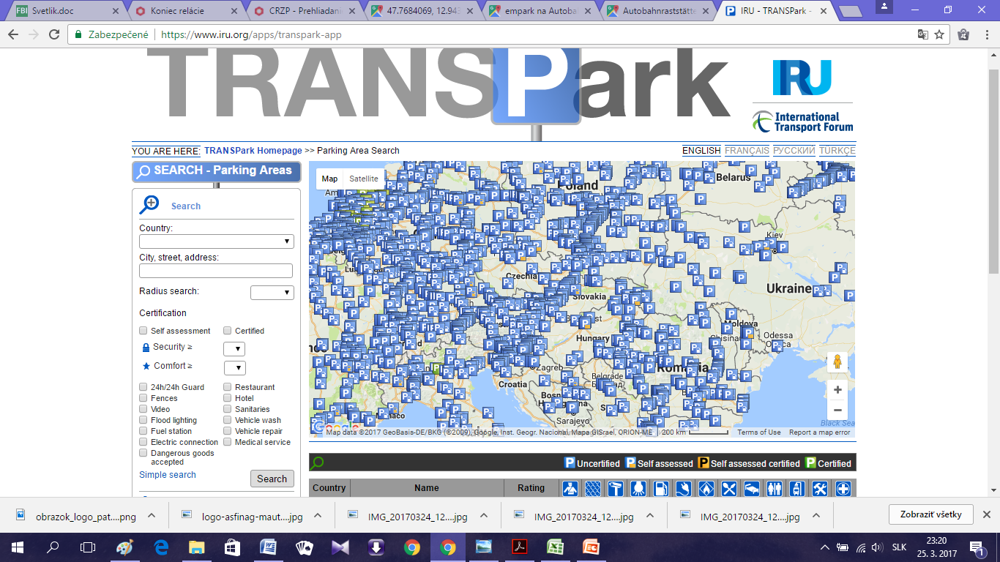 Svetlik.doc
Koniec relácie
CRZP - Prehliadani
47.7684069, 12.943
empark na Autoba
Autobahnraststätte
IRU - TRANSPark -
Zabezpečené
https://www.iru.org/apps/transpark-app
TRANSPark
IRU
International
Transport Forum
YOU ARE HERE: TRANSPark Homepage >> Parking Area Search
ENGLISH FRANÇAIS РУССКИЙ TÜRKÇE
SEARCH - Parking Areas
Search
Country:
City, street, address:
Radius search:
Certification
Self assessment Certified
Security ≥
Comfort ≥
24h/24h Guard Restaurant
Fences Hotel
Video Sanitaries
Flood lighting Vehicle wash
Fuel station Vehicle repair
Electric connection Medical service
Dangerous goods
accepted
Simple search
Search
Map Satellite
Poland
Belarus
Kiev
Czechia
Ukraine
Slovakia
Moldova
Hungary
Odessa
Romania
Zagreb
Croatia
Belgrade
Sarajevo
Black Sea
Google
Map data ©2017 GeoBasis-DE/BKG (©2009), Google, Inst. Geogr. Nacional, Mapa GISrael, ORION-ME
200 km
Terms of Use
Report a map error
Uncertified Self assessed Self assessed certified Certified
Country Name Rating
obrazok_logo_pat....png
logo-asfinag-maut....jpg
IMG_20170324_12....jpg
IMG_20170324_12....jpg
IMG_20170324_12....jpg
Zobraziť všetky
SLK
23:20
25. 3. 2017
1